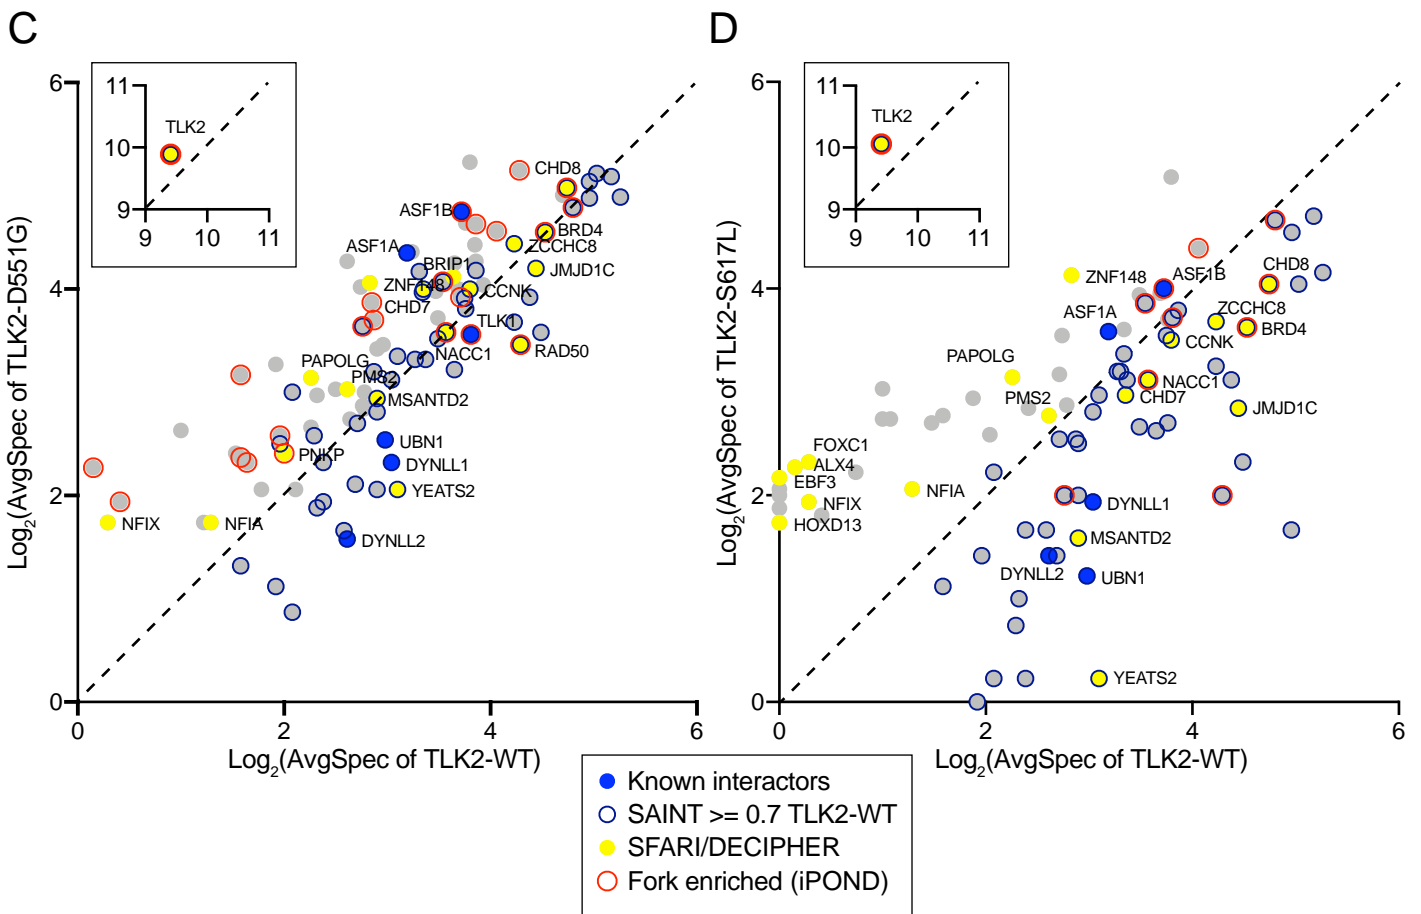 C
D
6
4
2
0
0
2
4
6
Log2(AvgSpec of TLK2-D551G)
Log2(AvgSpec of TLK2-WT)
11
10
9
9
10
11
TLK2
CHD8
ASF1B
BRD4
ASF1A
ZCCHC8
BRIP1
JMJD1C
ZNF148
CCNK
CHD7
TLK1
NACC1
RAD50
PAPOLG
PMS2
MSANTD2
UBN1
PNKP
DYNLL1
YEATS2
NFIX
NFIA
DYNLL2
6
4
2
0
0
2
4
6
Log2(AvgSpec of TLK2-S617L)
Log2(AvgSpec of TLK2-WT)
11
10
9
9
10
11
TLK2
ZNF148
ASF1B
CHD8
ASF1A
ZCCHC8
BRD4
CCNK
PAPOLG
NACC1
PMS2
CHD7
JMJD1C
FOXC1
ALX4
EBF3
NFIA
NFIX
DYNLL1
HOXD13
MSANTD2
DYNLL2
UBN1
YEATS2
Known interactors
SAINT >= 0.7 TLK2-WT
SFARI/DECIPHER
Fork enriched (iPOND)